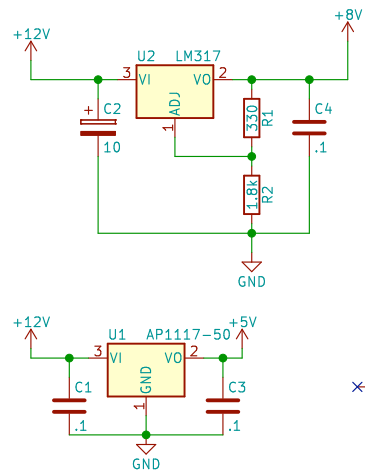 +8V
+12V
U2 LM317
3 VI VO 2
ADJ
1
C2
10
330
R1
C4
.1
1.8k
R2
GND
+12V
U1 AP1117-50
+5V
3 VI VO 2
GND
1
C1
.1
C3
.1
GND